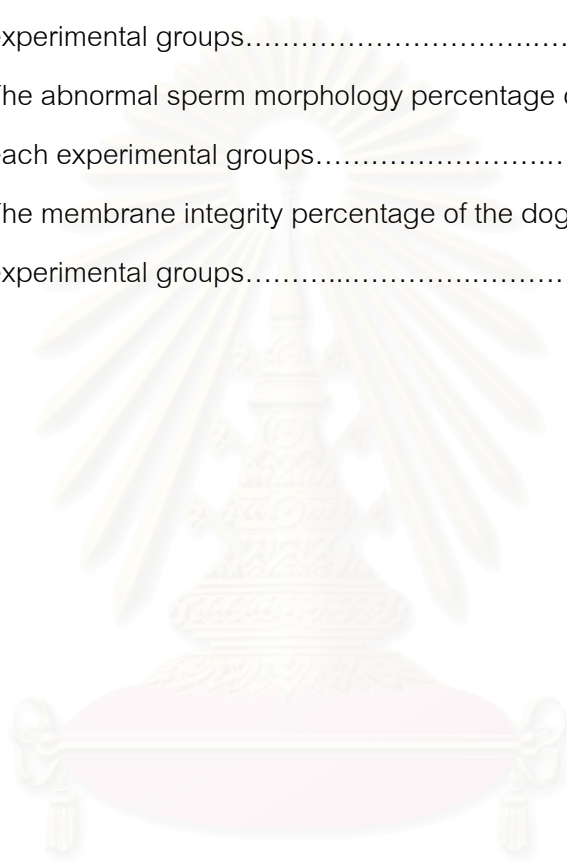 xperimental groups……………………………..….
he abnormal sperm morphology percentage
ach experimental groups…….…………………..…
he membrane integrity percentage of the dog
xperimental groups………...…………….……….